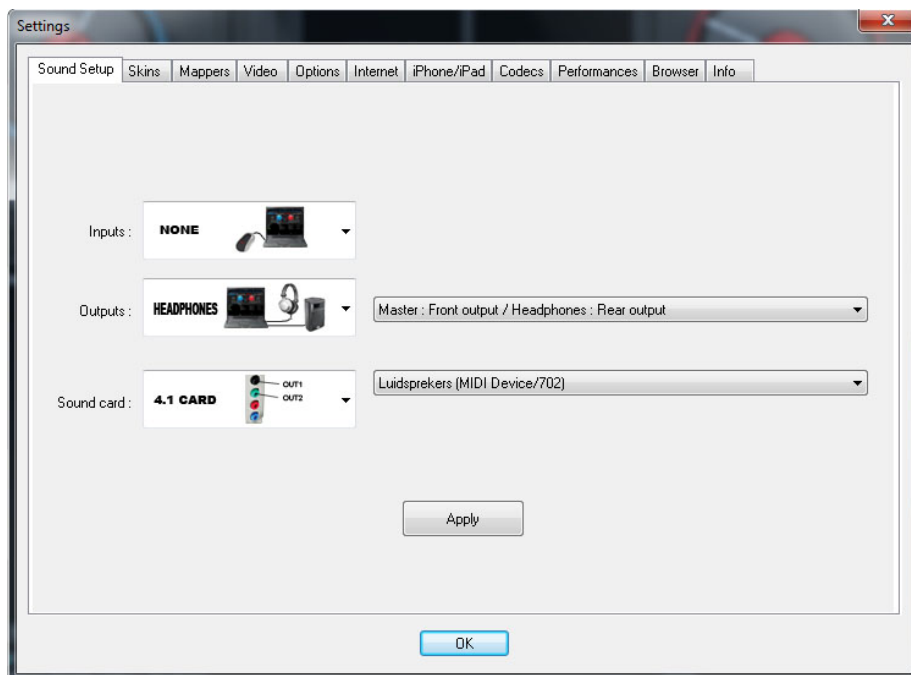 Settings
Sound Setup Skins Mappers Video Options Internet iPhone/iPad Codecs Performances Browser Info
Inputs : NONE
Outputs : HEADPHONES Master : Front output / Headphones : Rear output
Sound card : 4.1 CARD OUT1 OUT2 Luidsprekers (MIDI Device/702)
Apply
OK